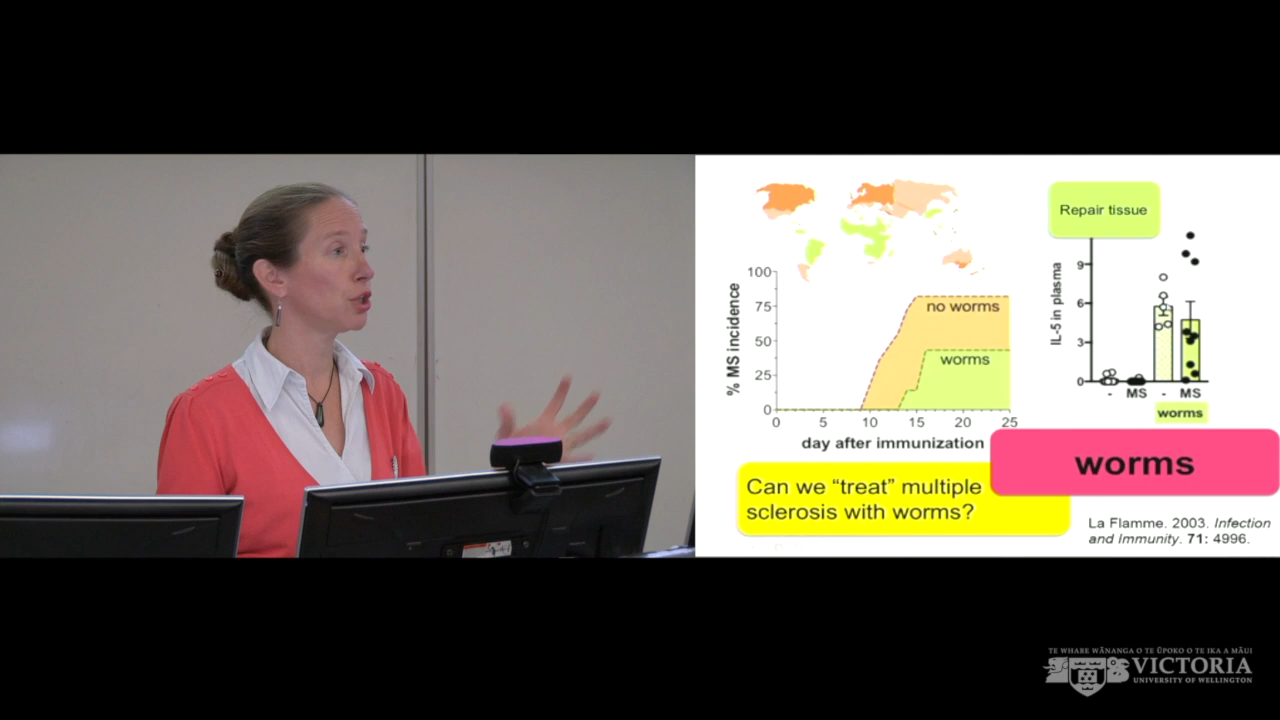 Repair tissue
100
75
50
25
0
% MS incidence
no worms
worms
0 5 10 15 20 25
day after immunization
IL-5 in plasma
9
6
3
0
- MS - MS
worms
worms
Can we “treat” multiple
sclerosis with worms?
La Flamme. 2003. Infection
and Immunity. 71: 4996.
TE WHARE WĀNANGA O TE ŪPOKO O TE IKA A MĀUI
VICTORIA
UNIVERSITY OF WELLINGTON